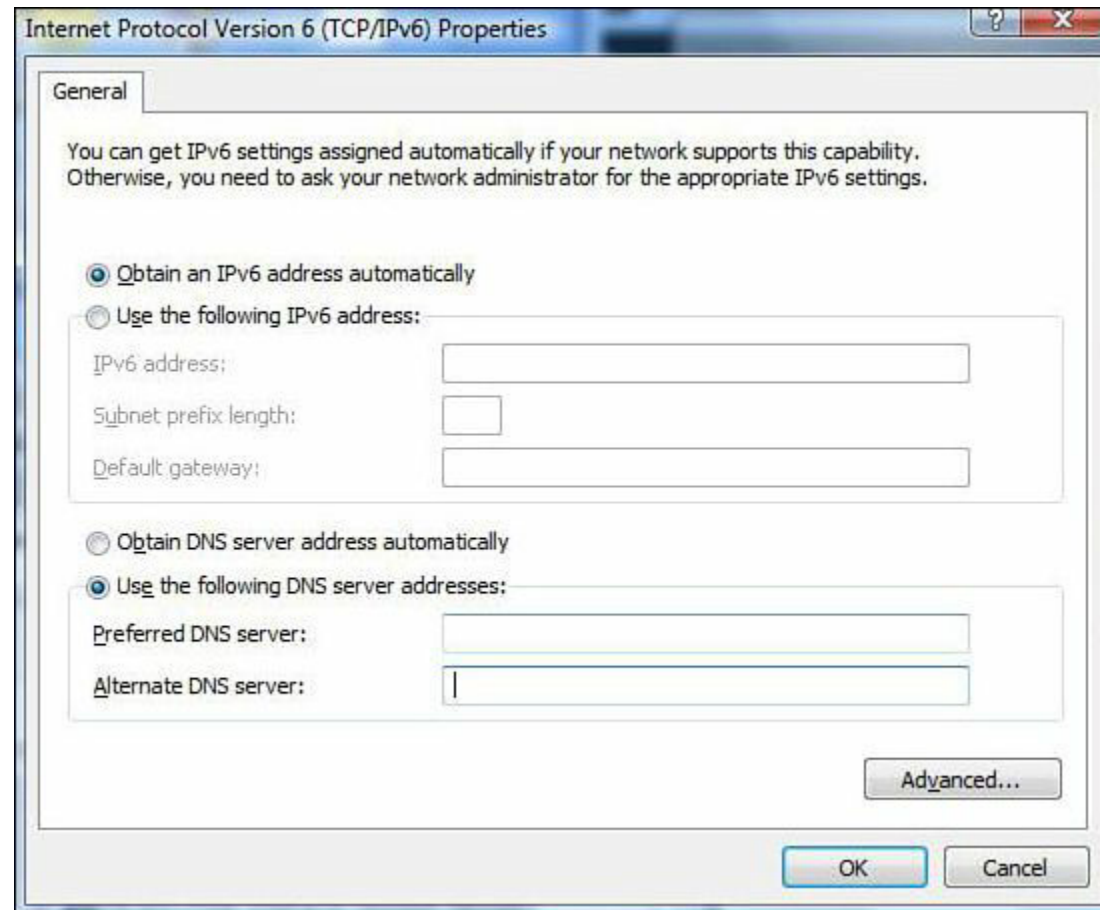 Internet Protocol Version 6 (TCP/IPv6) Properties
?
General
You can get IPv6 settings assigned automatically if your network supports this capability.
Otherwise, you need to ask your network administrator for the appropriate IPv6 settings.
Obtain an IPv6 address automatically
Use the following IPv6 address:
IPv6 address:
Subnet prefix length:
Default gateway:
Obtain DNS server address automatically
Use the following DNS server addresses:
Preferred DNS server:
Alternate DNS server:
Advanced...
OK Cancel